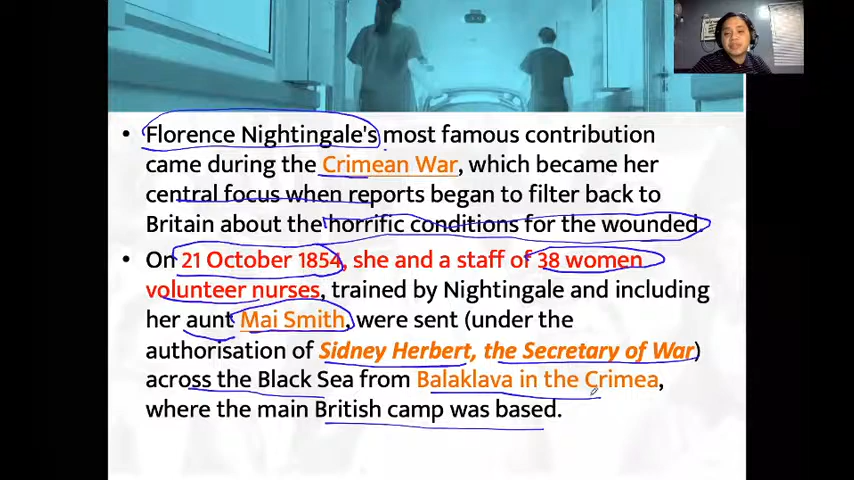 • Florence Nightingale's most famous contribution
came during the Crimean War, which became her
central focus when reports began to filter back to
Britain about the horrific conditions for the wounded.
• On 21 October 1854, she and a staff of 38 women
volunteer nurses, trained by Nightingale and including
her aunt Mai Smith, were sent (under the
authorisation of Sidney Herbert, the Secretary of War)
across the Black Sea from Balaklava in the Crimea,
where the main British camp was based.